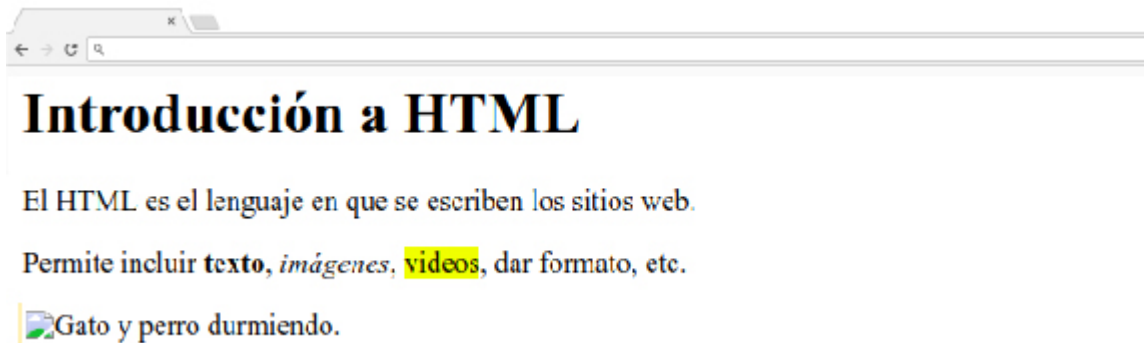 Introducción a HTML
El HTML es el lenguaje en que se escriben los sitios web.
Permite incluir texto, imágenes, videos, dar formato, etc.
Gato y perro durmiendo.